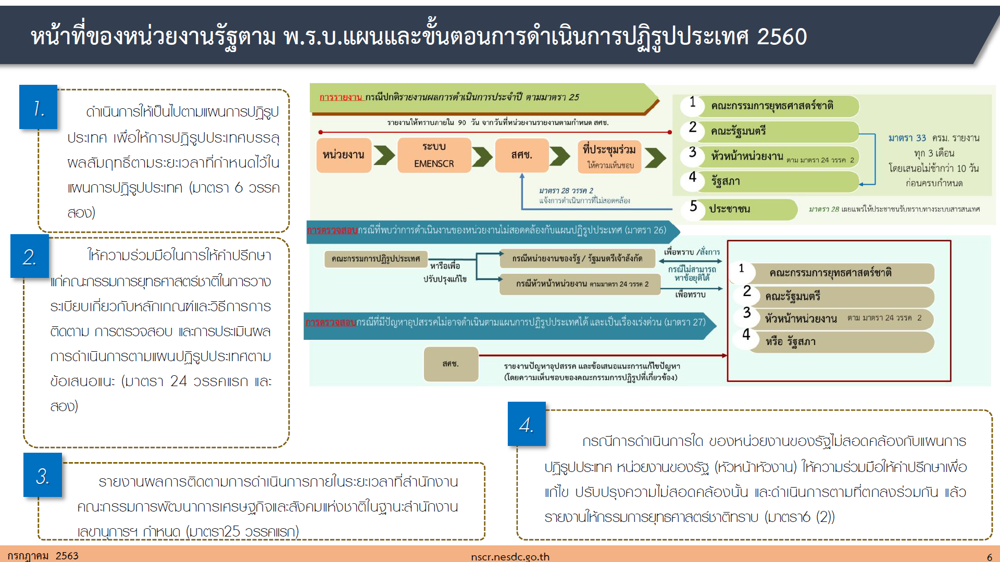 หน้าที่ของหน่วยงานรัฐตาม พ.ร.บ.แผนและขั้นตอนการดำเนินการปฏิรูปประเทศ 2560
1.
ดำเนินการให้เป็นไปตามแผนการปฏิรูป
ประเทศ เพื่อให้การปฏิรูปประเทศบรรลุ
ผลสัมฤทธิ์ตามระยะเวลาที่กำหนดไว้ใน
แผนการปฏิรูปประเทศ (มาตรา 6 วรรค
สอง)
2.
ให้ความร่วมมือในการให้คำปรึกษา
แก่คณะกรรมการยุทธศาสตร์ชาติในการวาง
ระเบียบเกี่ยวกับหลักเกณฑ์และวิธีการการ
ติดตาม การตรวจสอบ และการประเมินผล
การดำเนินการตามแผนปฏิรูปประเทศตาม
ข้อเสนอแนะ (มาตรา 24 วรรคแรก และ
สอง)
3.
รายงานผลการติดตามการดำเนินการภายในระยะเวลาที่สำนักงาน
คณะกรรมการพัฒนาการเศรษฐกิจและสังคมแห่งชาติในฐานะสำนักงาน
เลขานุการฯ กำหนด (มาตรา25 วรรคแรก)
การรายงาน กรณีปกติรายงานผลการดำเนินการประจำปี ตามมาตรา 25
รายงานให้ทราบภายใน 90 วัน จากวันที่หน่วยงานรายงานตามกำหนด สศช.
หน่วยงาน
ระบบ
EMENSCR
สศช.
ที่ประชุมร่วม
ให้ความเห็นชอบ
มาตรา 28 วรรค 2
แจ้งการดำเนินการที่ไม่สอดคล้อง
1 คณะกรรมการยุทธศาสตร์ชาติ
2 คณะรัฐมนตรี
3 หัวหน้าหน่วยงาน ตาม มาตรา 24 วรรค 2
4 รัฐสภา
5 ประชาชน
มาตรา 33 ครม. รายงาน
ทุก 3 เดือน
โดยเสนอไม่ช้ากว่า 10 วัน
ก่อนครบกำหนด
มาตรา 28 เผยแพร่ให้ประชาชนรับทราบทางระบบสารสนเทศ
การตรวจสอบกรณีที่พบว่าการดำเนินงานของหน่วยงานไม่สอดคล้องกับแผนปฏิรูปประเทศ (มาตรา 26)
คณะกรรมการปฏิรูปประเทศ
หารือเพื่อ
ปรับปรุงแก้ไข
กรณีหน่วยงานของรัฐ / รัฐมนตรีเจ้าสังกัด
กรณีหัวหน้าหน่วยงาน ตามมาตรา 24 วรรค 2
เพื่อทราบ /สั่งการ
กรณีไม่สามารถ
หาข้อยุติได้
เพื่อทราบ
1 คณะกรรมการยุทธศาสตร์ชาติ
2 คณะรัฐมนตรี
3 หัวหน้าหน่วยงาน ตาม มาตรา 24 วรรค 2
4 หรือ รัฐสภา
การตรวจสอบกรณีที่มีปัญหาอุปสรรคไม่อาจดำเนินตามแผนการปฏิรูปประเทศได้ และเป็นเรื่องเร่งด่วน (มาตรา 27)
สศช.
รายงานปัญหาอุปสรรค และข้อเสนอแนะการแก้ไขปัญหา
(โดยความเห็นชอบของคณะกรรมการปฏิรูปที่เกี่ยวข้อง)
4.
กรณีการดำเนินการใด ของหน่วยงานของรัฐไม่สอดคล้องกับแผนการ
ปฏิรูปประเทศ หน่วยงานของรัฐ (หัวหน้าหัวงาน) ให้ความร่วมมือให้คำปรึกษาเพื่อ
แก้ไข ปรับปรุงความไม่สอดคล้องนั้น และดำเนินการตามที่ตกลงร่วมกัน แล้ว
รายงานให้กรรมการยุทธศาสตร์ชาติทราบ (มาตรา6 (2))
กรกฎาคม 2563
nscr.nesdc.go.th
6